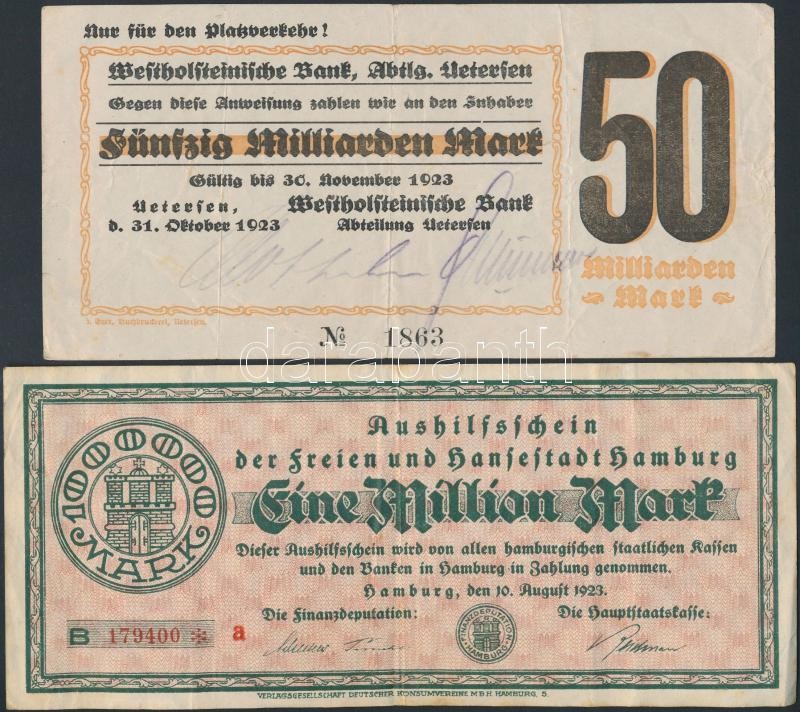 Nur für den Platzverkehr!
Westholsteinische Bank, Abtlg. Uetersen
Gegen diese Anweisung zahlen wir an den Inhaber
Fünfzig Milliarden Mark
Gültig bis 30. November 1923
Uetersen, Westholsteinische Bank
d. 31. Oktober 1923 Abteilung Uetersen
50
Milliarden
Mark
Buchdruckerei, Uetersen.
№ 1863
darabanth
1000000
MARK
Aushilfsschein
der Freien und Hansestadt Hamburg
Eine Million Mark
Dieser Aushilfsschein wird von allen hamburgischen staatlichen Kassen
und den Banken in Hamburg in Zahlung genommen.
Hamburg, den 10. August 1923.
Die Finanzdeputation: Die Hauptstaatskasse:
B 179400 * a
FINANZDEPUTATION
HAMBURG
VERLAGSGESELLSCHAFT DEUTSCHER KONSUMVEREINE M·B·H. HAMBURG, 5.